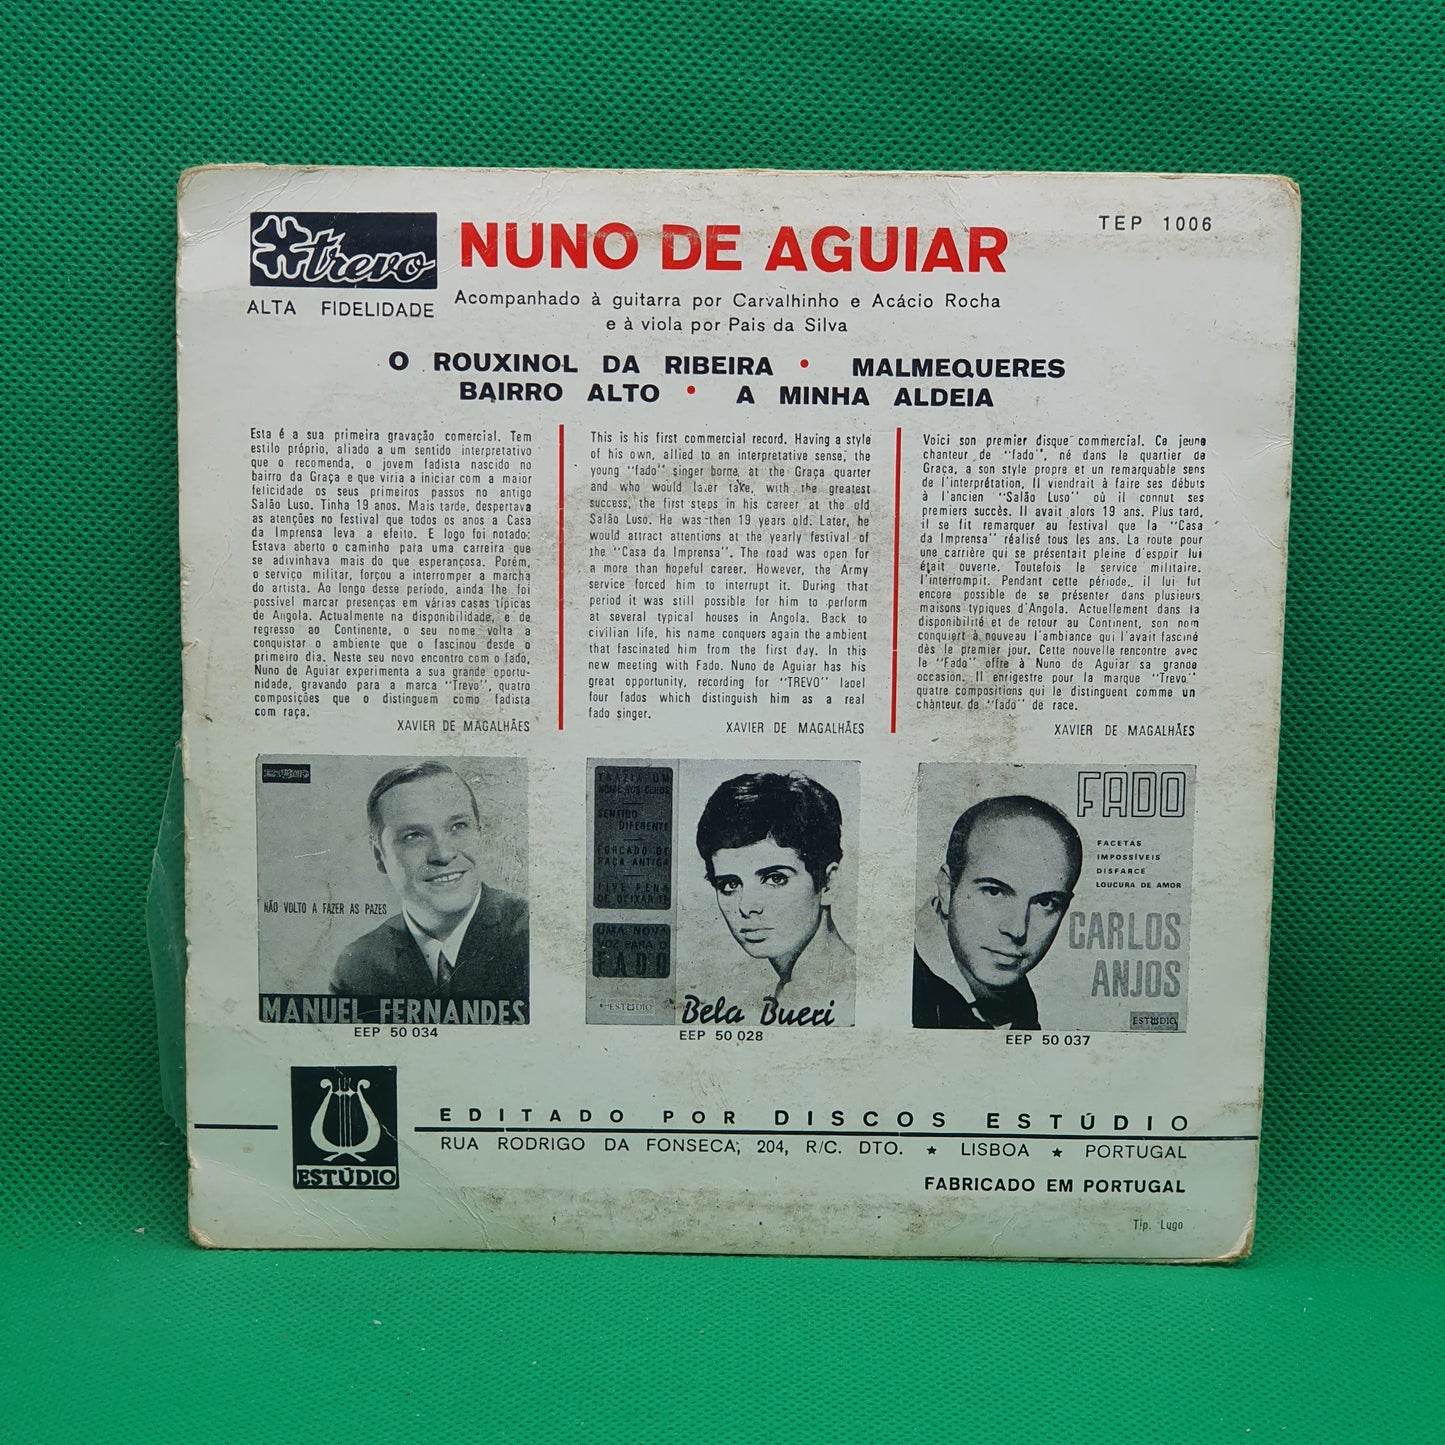 trevo
ALTA FIDELIDADE
NUNO DE AGUIAR
TEP 1006
Acompanhado à guitarra por Carvalhinho e Acácio Rocha
e à viola por Pais da Silva
O ROUXINOL DA RIBEIRA • MALMEQUERES
BAIRRO ALTO • A MINHA ALDEIA
Esta é a sua primeira gravação comercial. Tem
estilo próprio, aliado a um sentido interpretativo
que o recomenda, o jovem fadista nascido no
bairro da Graça e que viria a iniciar com a maior
felicidade os seus primeiros passos no antigo
Salão Luso. Tinha 19 anos. Mais tarde, despertava
as atenções no festival que todos os anos a Casa
da Imprensa leva a efeito. E logo foi notado:
Estava aberto o caminho para uma carreira que
se adivinhava mais do que esperançosa. Porém,
o serviço militar, forçou a interromper a marcha
do artista. Ao longo desse período, ainda lhe foi
possível marcar presenças em várias casas típicas
de Angola. Actualmente na disponibilidade, e de
regresso ao Continente, o seu nome volta a
conquistar o ambiente que o fascinou desde o
primeiro dia. Neste seu novo encontro com o fado,
Nuno de Aguiar experimenta a sua grande oportu-
nidade, gravando para a marca "Trevo", quatro
composições que o distinguem como fadista
com raça.
XAVIER DE MAGALHÃES
This is his first commercial record. Having a style
of his own, allied to an interpretative sense, the
young "fado" singer borne, at the Graça quarter
and who would later take, with the greatest
success, the first steps in his career at the old
Salão Luso. He was then 19 years old. Later, he
would attract attentions at the yearly festival of
the "Casa da Imprensa". The road was open for
a more than hopeful career. However, the Army
service forced him to interrupt it. During that
period it was still possible for him to perform
at several typical houses in Angola. Back to
civilian life, his name conquers again the ambient
that fascinated him from the first day. In this
new meeting with Fado. Nuno de Aguiar has his
great opportunity, recording for "TREVO" label
four fados which distinguish him as a real
fado singer.
XAVIER DE MAGALHÃES
Voici son premier disque commercial. Ce jeune
chanteur de "fado", né dans le quartier de
Graça, a son style propre et un remarquable sens
de l'interprétation, Il viendrait à faire ses débuts
à l'ancien "Salão Luso" où il connut ses
premiers succès. Il avait alors 19 ans. Plus tard,
il se fit remarquer au festival que la "Casa
da Imprensa" réalisé tous les ans. La route pour
une carrière qui se présentait pleine d'espoir lui
était ouverte. Toutefois le service militaire,
l'interrompit. Pendant cette période, il lui fut
encore possible de se présenter dans plusieurs
maisons typiques d'Angola. Actuellement dans la
disponibilité et de retour au Continent, son nom
conquiert à nouveau l'ambiance qui l'avait fasciné
dès le premier jour. Cette nouvelle rencontre avec
le "Fado" offre à Nuno de Aguiar sa grande
occasion. Il enrigestre pour la marque "Trevo"
quatre compositions qui le distinguent comme un
chanteur de "fado" de race.
XAVIER DE MAGALHÃES
ESTÚDIO
NÃO VOLTO A FAZER AS PAZES
MANUEL FERNANDES
EEP 50 034
TRAZIA UM
NOME NOS OLHOS
SENTIDO
DIFERENTE
FORCADO DE
RAÇA ANTIGA
TIVE PENA
DE DEIXAR-TE
UMA NOVA
VOZ PARA O
FADO
ESTÚDIO
Bela Bueri
EEP 50 028
FADO
FACETAS
IMPOSSÍVEIS
DISFARCE
LOUCURA DE AMOR
CARLOS
ANJOS
ESTÚDIO
EEP 50 037
ESTÚDIO
EDITADO POR DISCOS ESTÚDIO
RUA RODRIGO DA FONSECA, 204, R/C. DTO. ★ LISBOA ★ PORTUGAL
FABRICADO EM PORTUGAL
Tip. Lugo